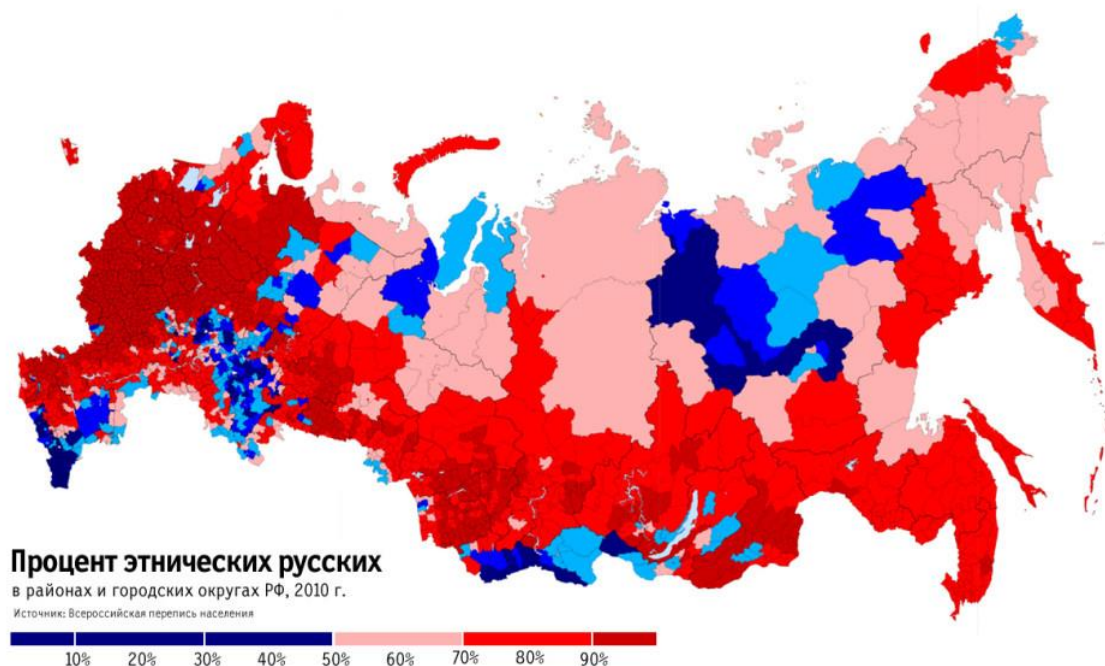 Процент этнических русских
в районах и городских округах РФ, 2010 г.
Источник: Всероссийская перепись населения
10% 20% 30% 40% 50% 60% 70% 80% 90%